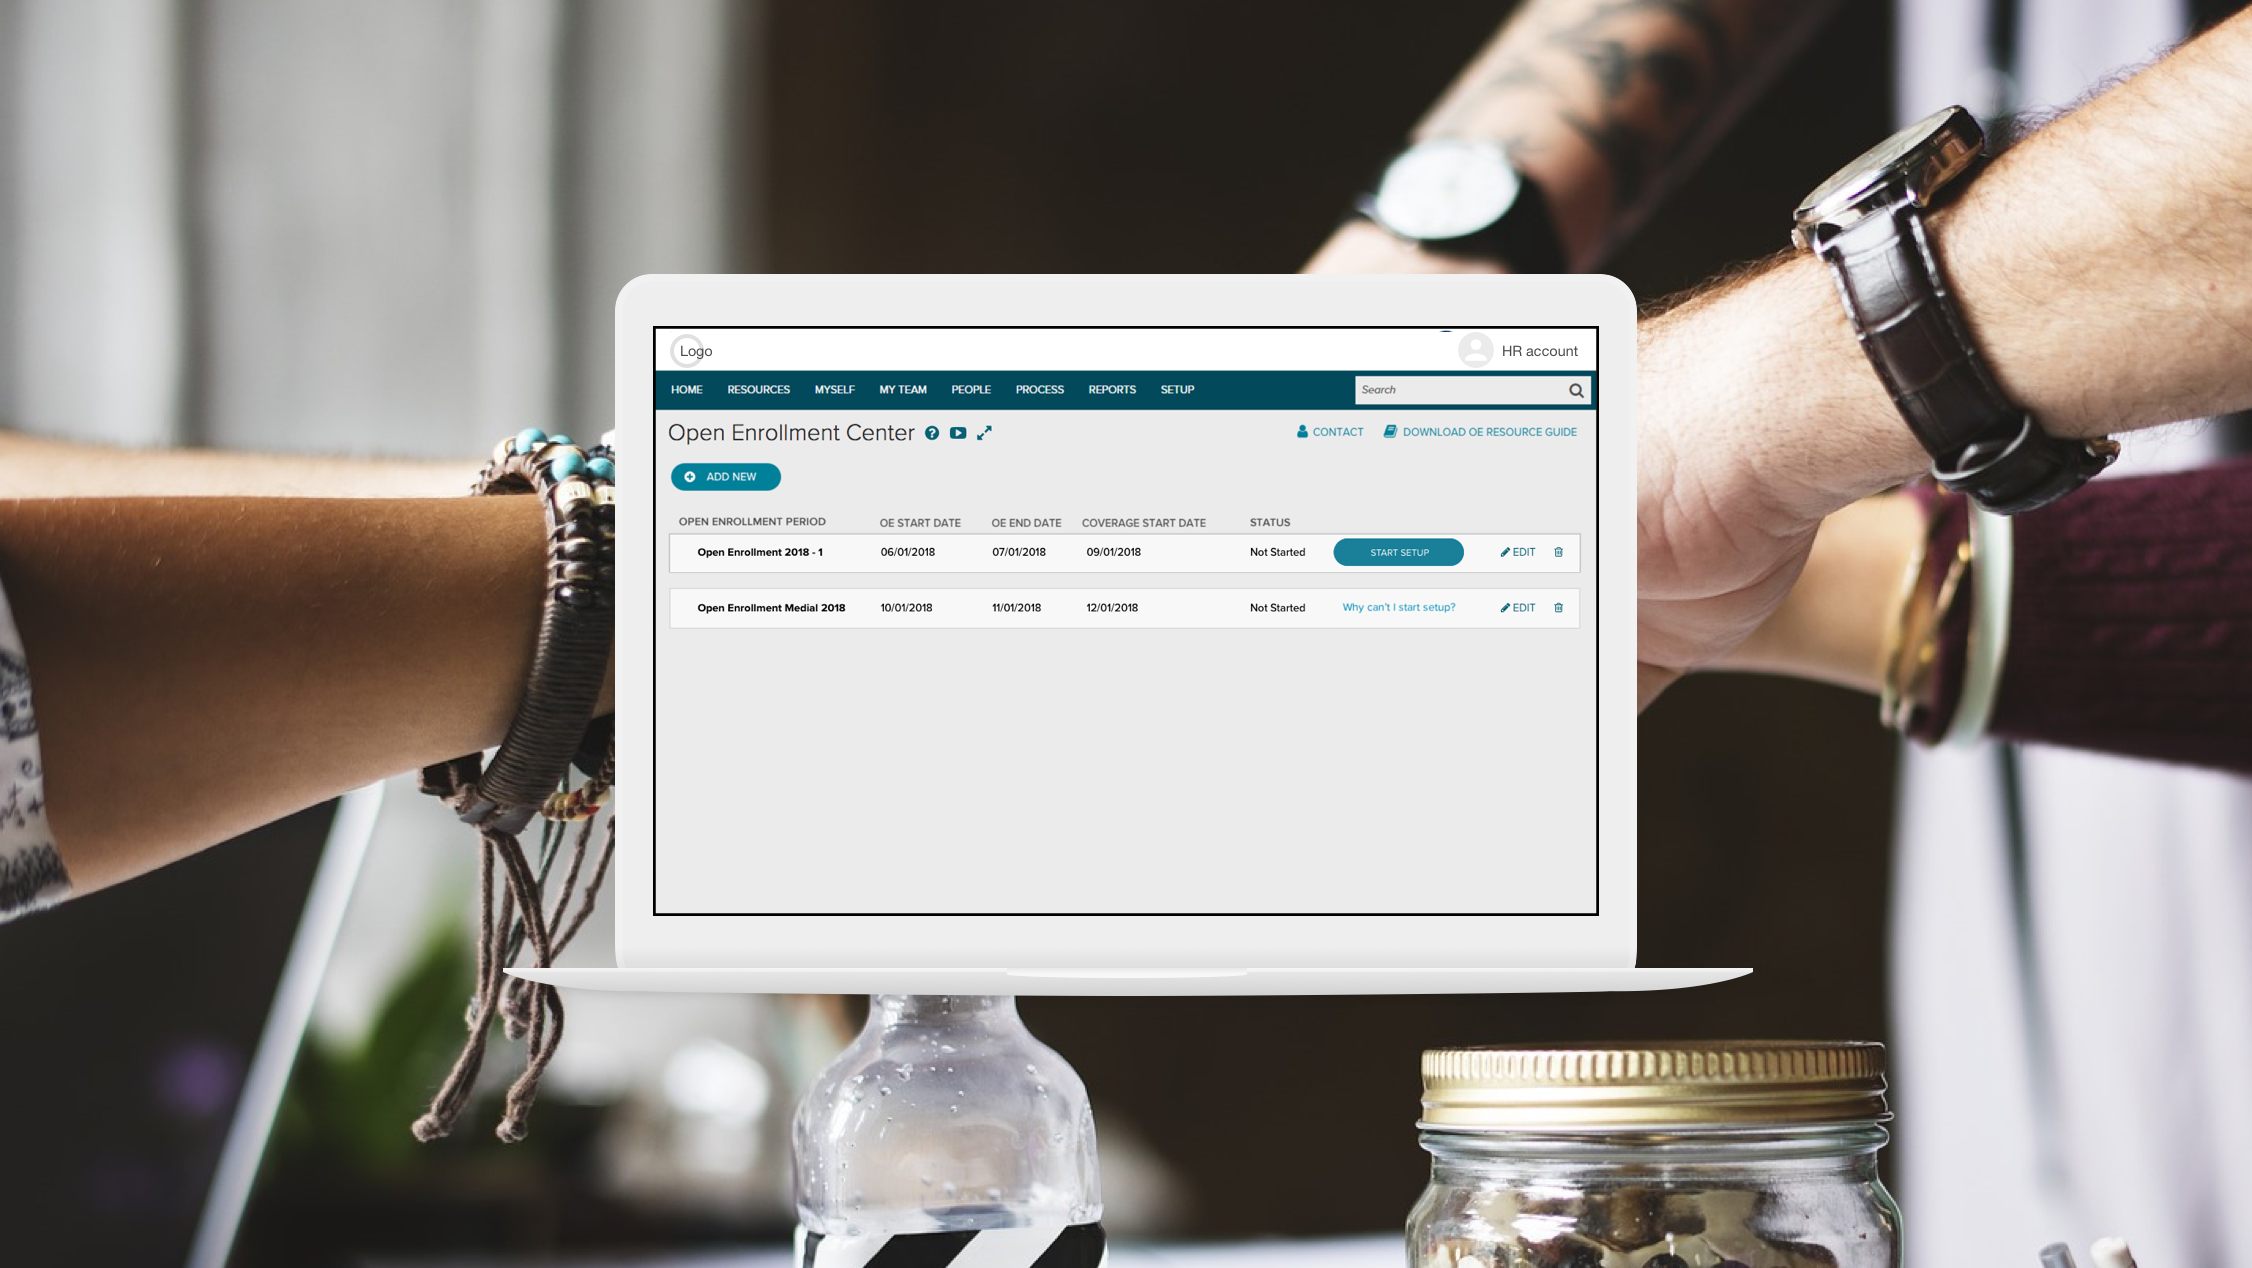 Logo
HR account
HOME RESOURCES MYSELF MY TEAM PEOPLE PROCESS REPORTS SETUP Search
Open Enrollment Center
CONTACT DOWNLOAD OE RESOURCE GUIDE
ADD NEW
OPEN ENROLLMENT PERIOD OE START DATE OE END DATE COVERAGE START DATE STATUS
Open Enrollment 2018 - 1 06/01/2018 07/01/2018 09/01/2018 Not Started START SETUP EDIT
Open Enrollment Medial 2018 10/01/2018 11/01/2018 12/01/2018 Not Started Why can't I start setup? EDIT